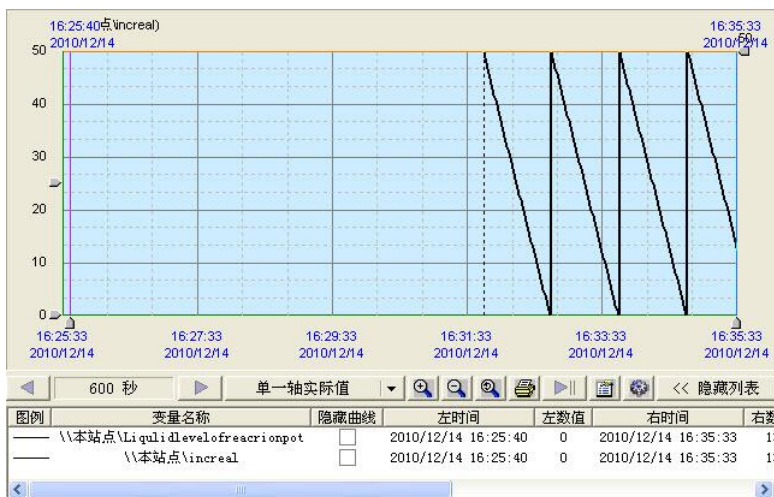 16:25:40点\increal) 16:35:33
2010/12/14 2010/12/14
50
40
30
20
10
0
16:25:33 16:27:33 16:29:33 16:31:33 16:33:33 16:35:33
2010/12/14 2010/12/14 2010/12/14 2010/12/14 2010/12/14 2010/12/14
600 秒 单一轴实际值 << 隐藏列表
图例 变量名称 隐藏曲线 左时间 左数值 右时间 右数
\\本站点\Liqulidlevelofreacrionpot 2010/12/14 16:25:40 0 2010/12/14 16:35:33
\\本站点\increal 2010/12/14 16:25:40 0 2010/12/14 16:35:33